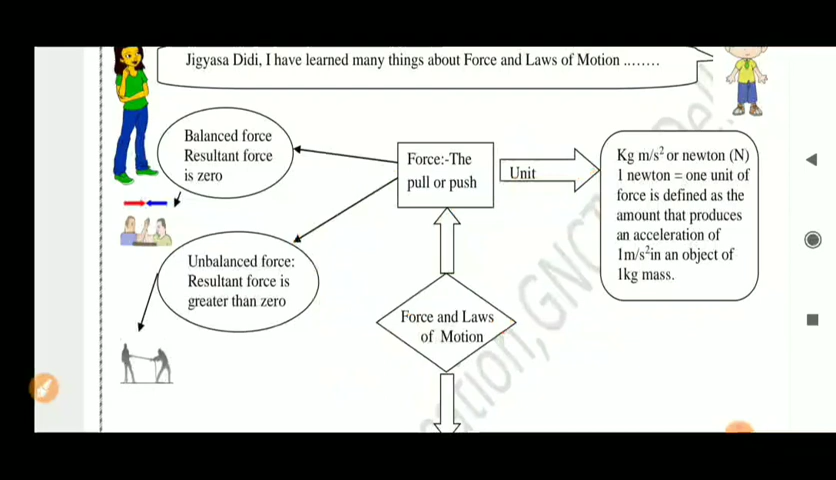 Jigyasa Didi, I have learned many things about Force and Laws of Motion ........
Balanced force
Resultant force
is zero
Force:-The
pull or push
Unit
Kg m/s² or newton (N)
1 newton = one unit of
force is defined as the
amount that produces
an acceleration of
1m/s²in an object of
1kg mass.
Unbalanced force:
Resultant force is
greater than zero
Force and Laws
of Motion